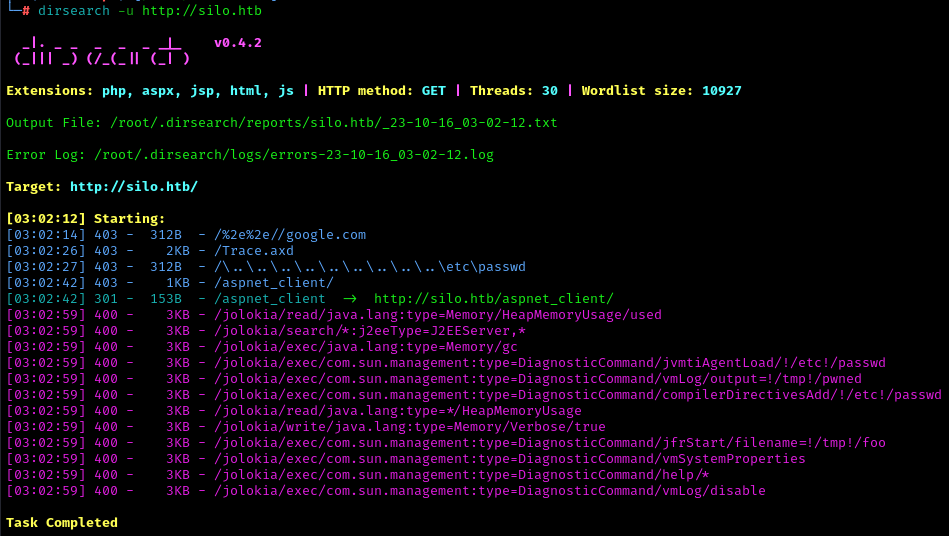 └─# dirsearch -u http://silo.htb
  _|. _ _  _  _  _ _|_    v0.4.2
 (_||| _) (/_(_|| (_| )
Extensions: php, aspx, jsp, html, js | HTTP method: GET | Threads: 30 | Wordlist size: 10927
Output File: /root/.dirsearch/reports/silo.htb/_23-10-16_03-02-12.txt
Error Log: /root/.dirsearch/logs/errors-23-10-16_03-02-12.log
Target: http://silo.htb/
[03:02:12] Starting:
[03:02:14] 403 -  312B  - /%2e%2e//google.com
[03:02:26] 403 -    2KB - /Trace.axd
[03:02:27] 403 -  312B  - /\..\..\..\..\..\..\..\..\..\etc\passwd
[03:02:42] 403 -    1KB - /aspnet_client/
[03:02:42] 301 -  153B  - /aspnet_client  →  http://silo.htb/aspnet_client/
[03:02:59] 400 -    3KB - /jolokia/read/java.lang:type=Memory/HeapMemoryUsage/used
[03:02:59] 400 -    3KB - /jolokia/search/*:j2eeType=J2EEServer,*
[03:02:59] 400 -    3KB - /jolokia/exec/java.lang:type=Memory/gc
[03:02:59] 400 -    3KB - /jolokia/exec/com.sun.management:type=DiagnosticCommand/jvmtiAgentLoad/!/etc!/passwd
[03:02:59] 400 -    3KB - /jolokia/exec/com.sun.management:type=DiagnosticCommand/vmLog/output=!/tmp!/pwned
[03:02:59] 400 -    3KB - /jolokia/exec/com.sun.management:type=DiagnosticCommand/compilerDirectivesAdd/!/etc!/passwd
[03:02:59] 400 -    3KB - /jolokia/read/java.lang:type=*/HeapMemoryUsage
[03:02:59] 400 -    3KB - /jolokia/write/java.lang:type=Memory/Verbose/true
[03:02:59] 400 -    3KB - /jolokia/exec/com.sun.management:type=DiagnosticCommand/jfrStart/filename=!/tmp!/foo
[03:02:59] 400 -    3KB - /jolokia/exec/com.sun.management:type=DiagnosticCommand/vmSystemProperties
[03:02:59] 400 -    3KB - /jolokia/exec/com.sun.management:type=DiagnosticCommand/help/*
[03:02:59] 400 -    3KB - /jolokia/exec/com.sun.management:type=DiagnosticCommand/vmLog/disable
Task Completed